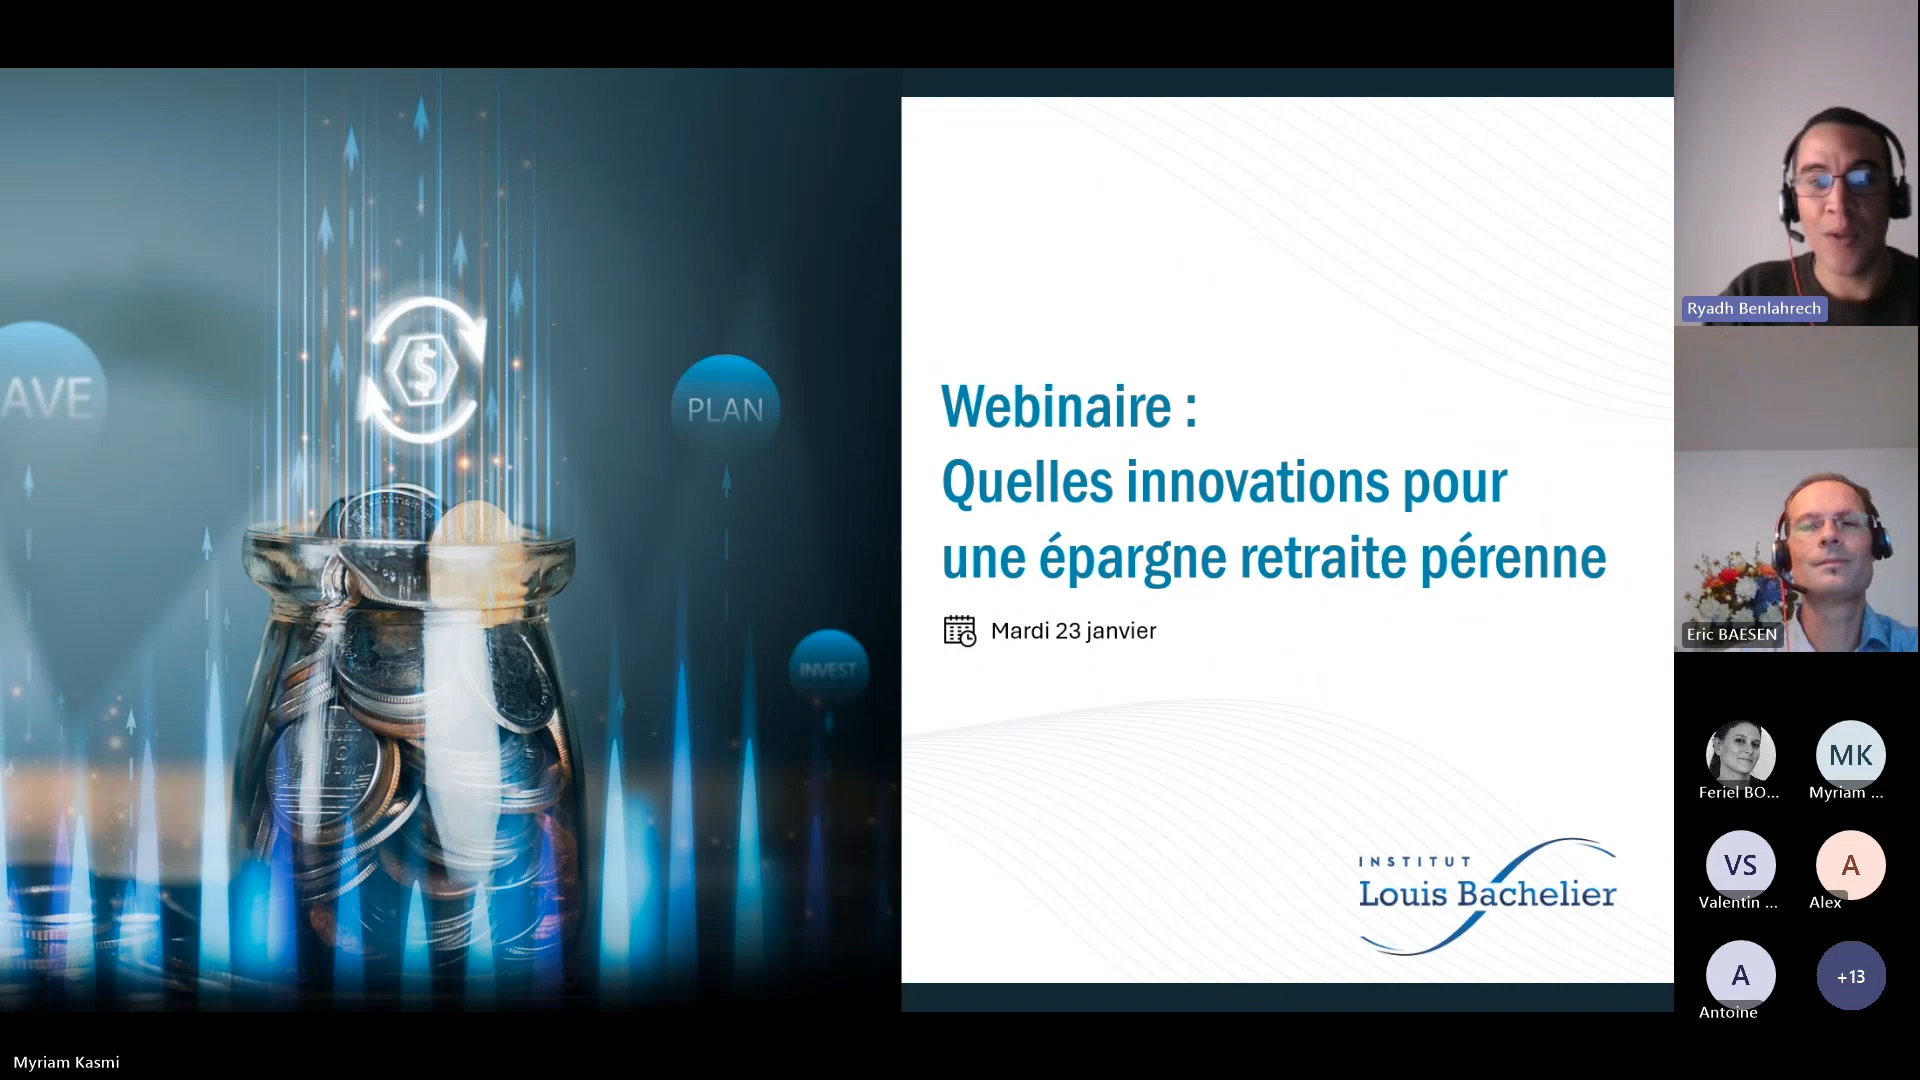 AVE
$
PLAN
INVEST
Webinaire :
Quelles innovations pour
une épargne retraite pérenne
Mardi 23 janvier
INSTITUT
Louis Bachelier
Ryadh Benlahrech
Eric BAESEN
Feriel BO...
MK
Myriam ...
VS
Valentin ...
A
Alex
A
Antoine
+13
Myriam Kasmi